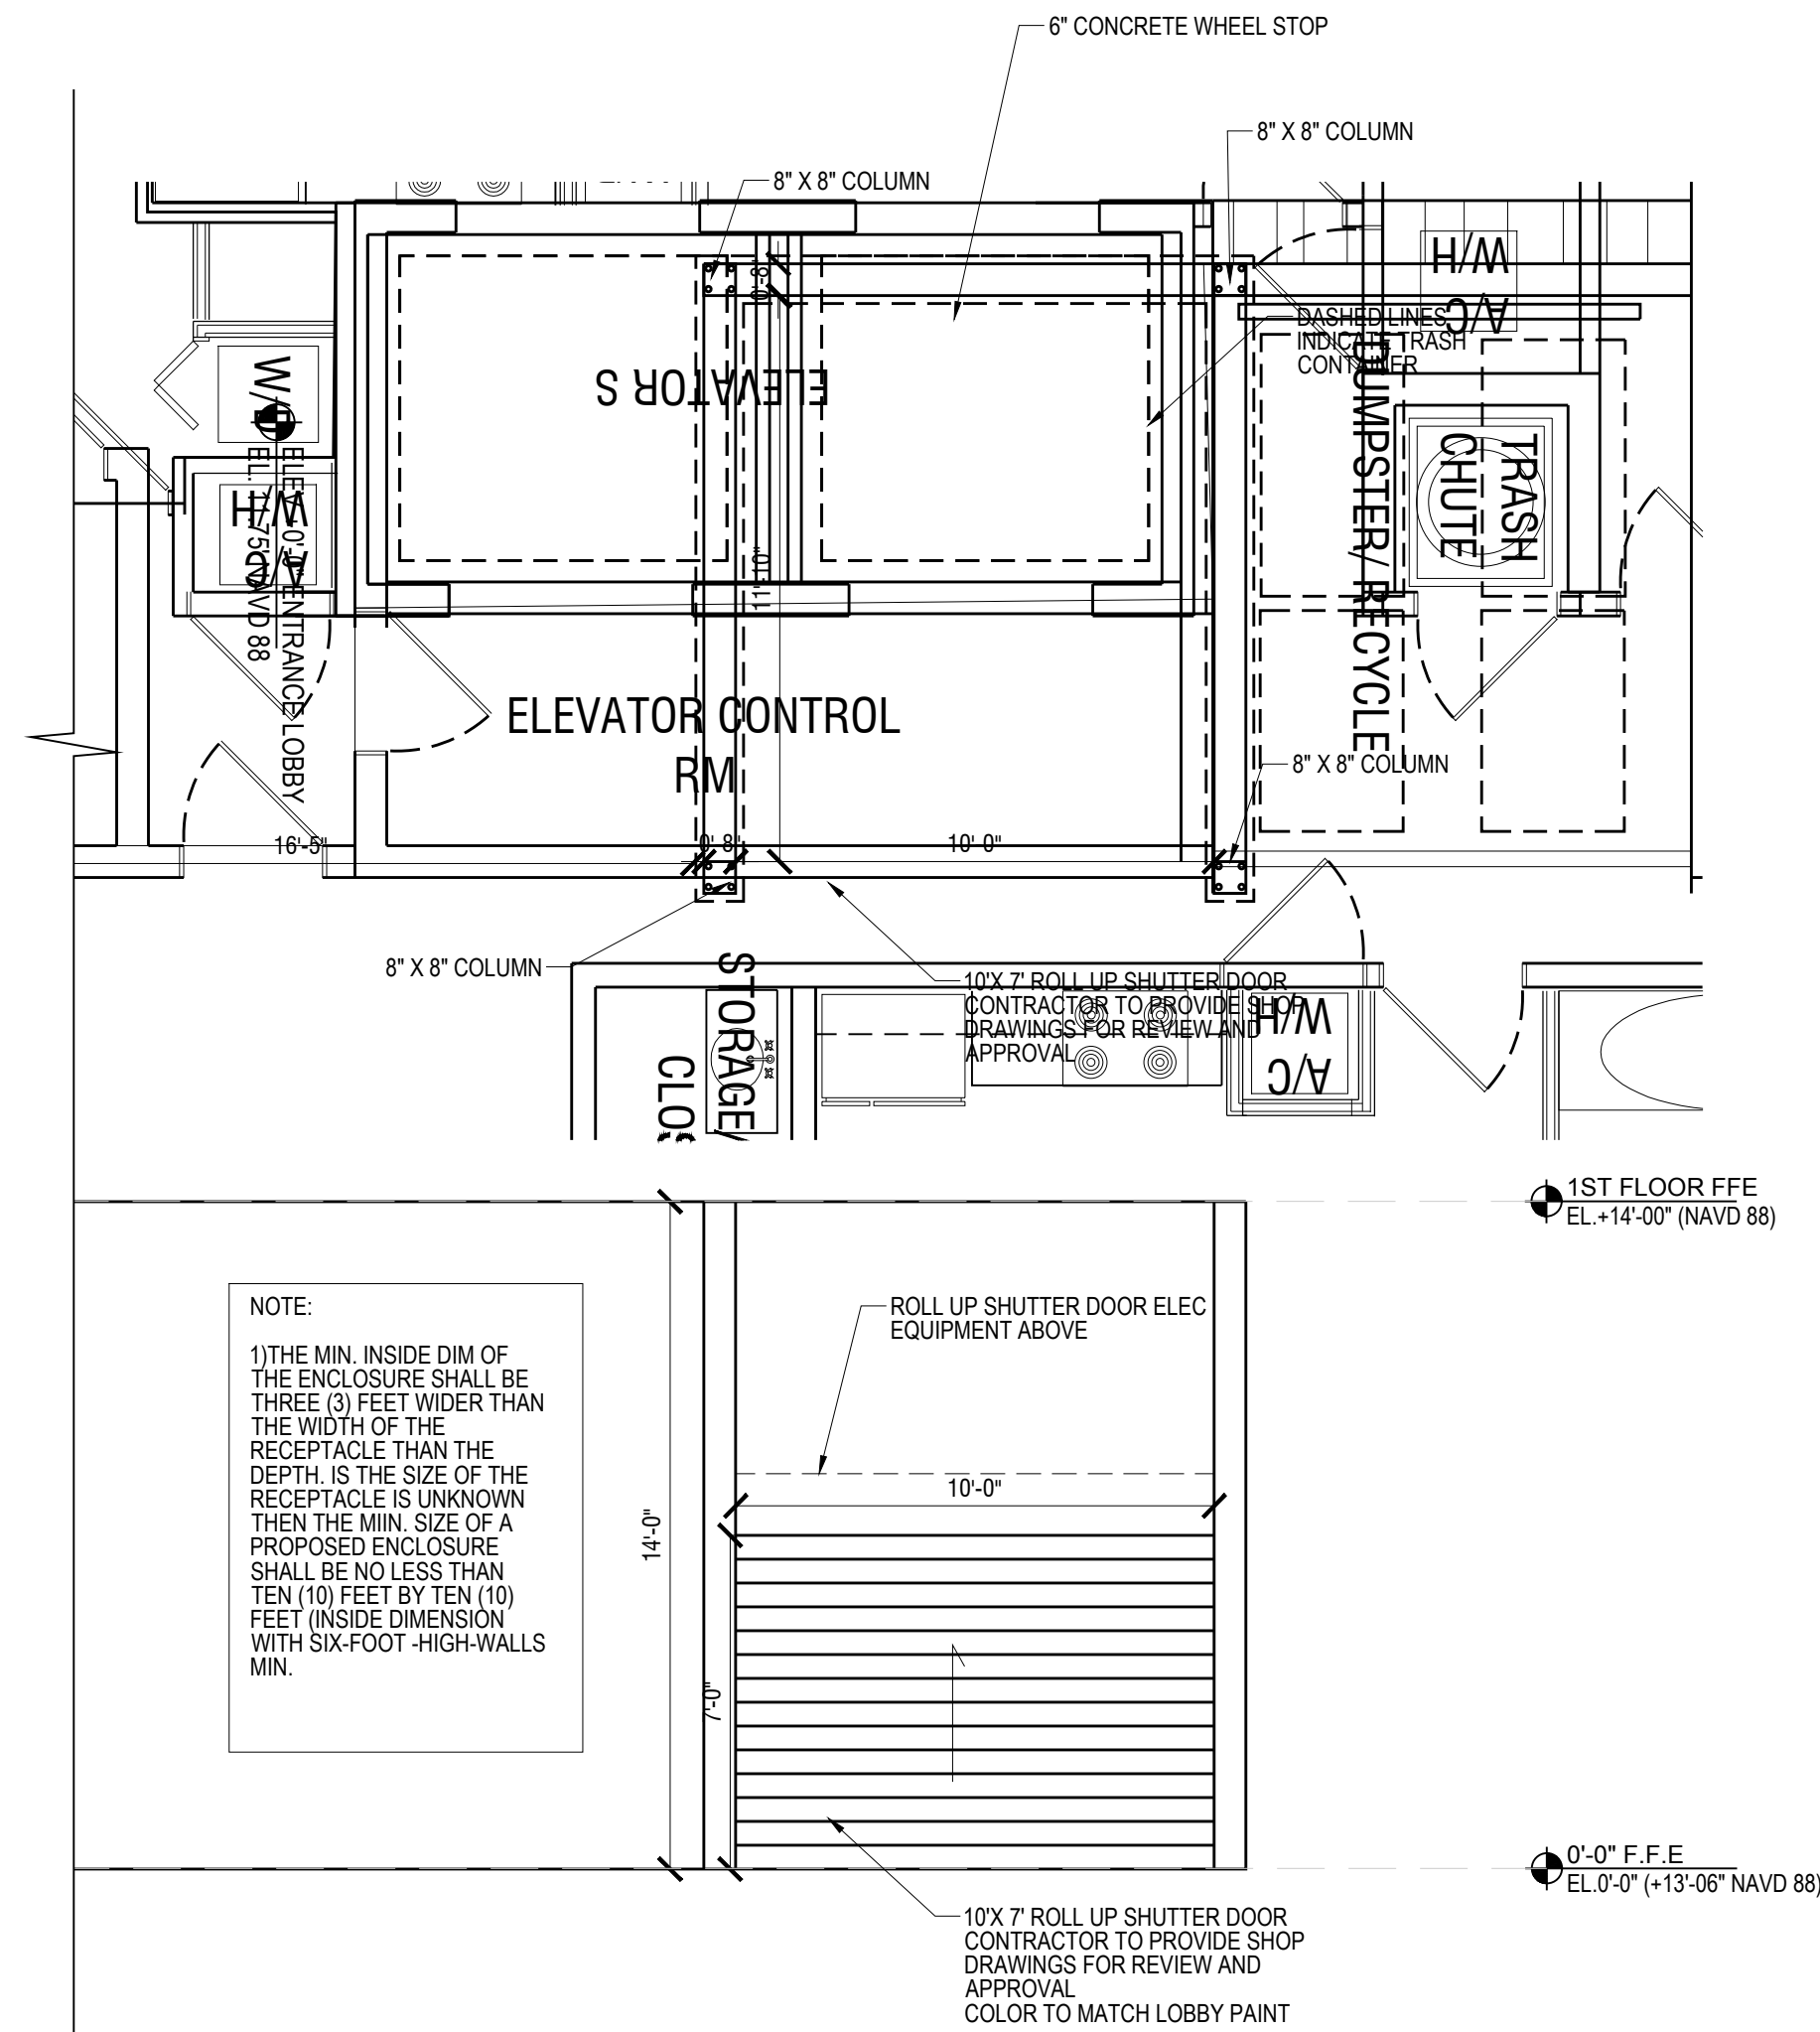 6" CONCRETE WHEEL STOP
8" X 8" COLUMN
8" X 8" COLUMN
W/H
A/C
0'-8"
DASHED LINES
INDICATE TRASH
CONTAINER
ELEVATOR S
W/D
DUMPSTER/ RECYCLE
TRASH
CHUTE
ELEV. +0'-0" ENTRANCE LOBBY
EL. 11.75' NAVD 88
W/H
A/C
11'-10"
ELEVATOR CONTROL
RM
8" X 8" COLUMN
16'-5"
0'-8"
10'-0"
8" X 8" COLUMN
STORAGE/
10'X 7' ROLL UP SHUTTER DOOR
CONTRACTOR TO PROVIDE SHOP
DRAWINGS FOR REVIEW AND
APPROVAL
W/H
A/C
1ST FLOOR FFE
EL.+14'-00" (NAVD 88)
NOTE:
1)THE MIN. INSIDE DIM OF
THE ENCLOSURE SHALL BE
THREE (3) FEET WIDER THAN
THE WIDTH OF THE
RECEPTACLE THAN THE
DEPTH. IS THE SIZE OF THE
RECEPTACLE IS UNKNOWN
THEN THE MIIN. SIZE OF A
PROPOSED ENCLOSURE
SHALL BE NO LESS THAN
TEN (10) FEET BY TEN (10)
FEET (INSIDE DIMENSION
WITH SIX-FOOT -HIGH-WALLS
MIN.
ROLL UP SHUTTER DOOR ELEC
EQUIPMENT ABOVE
10'-0"
14'-0"
7'-0"
0'-0" F.F.E
EL.0'-0" (+13'-06" NAVD 88)
10'X 7' ROLL UP SHUTTER DOOR
CONTRACTOR TO PROVIDE SHOP
DRAWINGS FOR REVIEW AND
APPROVAL
COLOR TO MATCH LOBBY PAINT